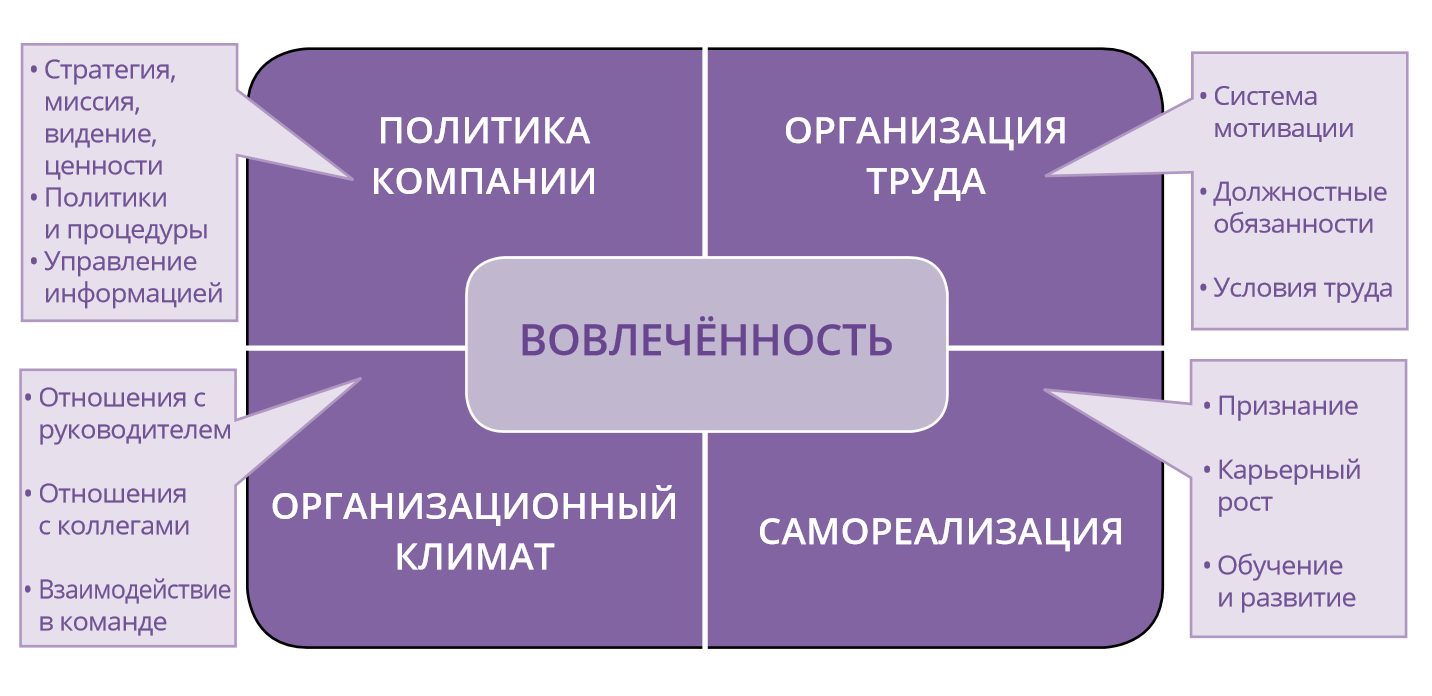 • Стратегия,
миссия,
видение,
ценности
• Политики
и процедуры
• Управление
информацией
ПОЛИТИКА
КОМПАНИИ
ОРГАНИЗАЦИЯ
ТРУДА
• Система
мотивации
• Должностные
обязанности
• Условия труда
ВОВЛЕЧЁННОСТЬ
• Отношения с
руководителем
• Отношения
с коллегами
• Взаимодействие
в команде
ОРГАНИЗАЦИОННЫЙ
КЛИМАТ
САМОРЕАЛИЗАЦИЯ
• Признание
• Карьерный
рост
• Обучение
и развитие